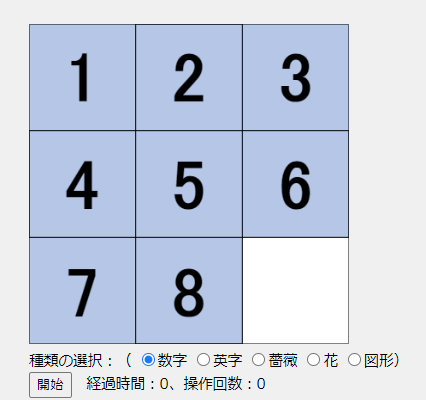 1 2 3
4 5 6
7 8
種類の選択：（ 数字 英字 薔薇 花 図形）
開始 経過時間：0、操作回数：0